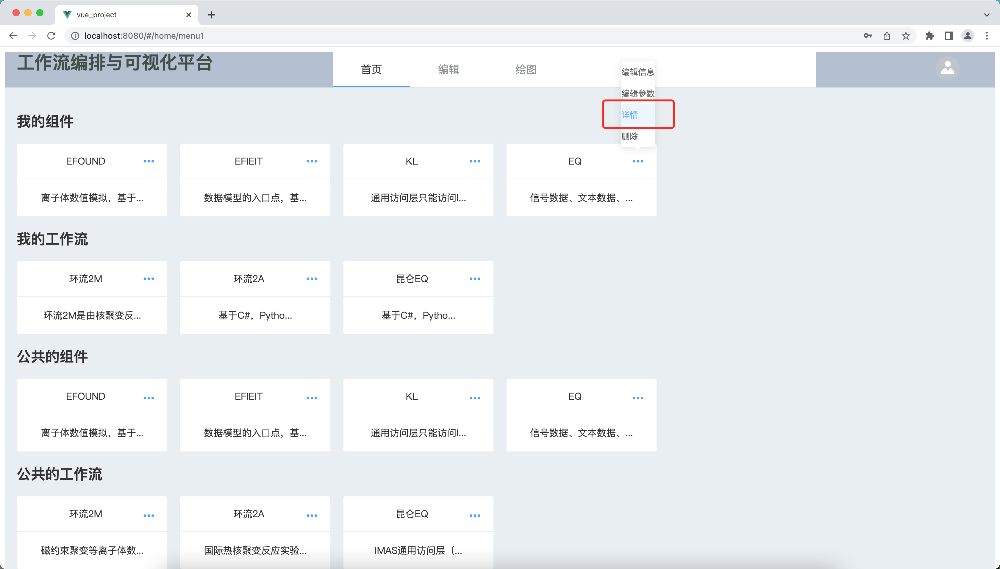 vue_project
localhost:8080/#/home/menu1
工作流编排与可视化平台
首页
编辑
绘图
编辑信息
编辑参数
详情
删除
我的组件
EFOUND
EFIEIT
KL
EQ
离子体数值模拟，基于...
数据模型的入口点，基...
通用访问层只能访问I...
信号数据、文本数据、...
我的工作流
环流2M
环流2A
昆仑EQ
环流2M是由核聚变反...
基于C#，Pytho...
基于C#，Pytho...
公共的组件
EFOUND
EFIEIT
KL
EQ
离子体数值模拟，基于...
数据模型的入口点，基...
通用访问层只能访问I...
信号数据、文本数据、...
公共的工作流
环流2M
环流2A
昆仑EQ
磁约束聚变等离子体数...
国际热核聚变反应实验...
IMAS通用访问层（...